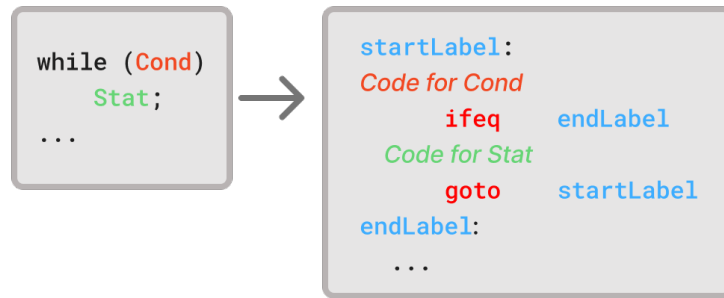 while (Cond)
Stat;
...
startLabel:
Code for Cond
ifeq endLabel
Code for Stat
goto startLabel
endLabel:
...